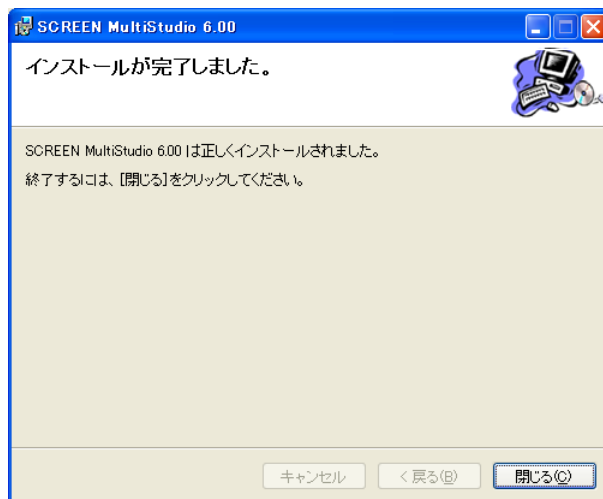 SCREEN MultiStudio 6.00
インストールが完了しました。
SCREEN MultiStudio 6.00 は正しくインストールされました。
終了するには、[閉じる]をクリックしてください。
キャンセル
< 戻る(B)
閉じる(C)